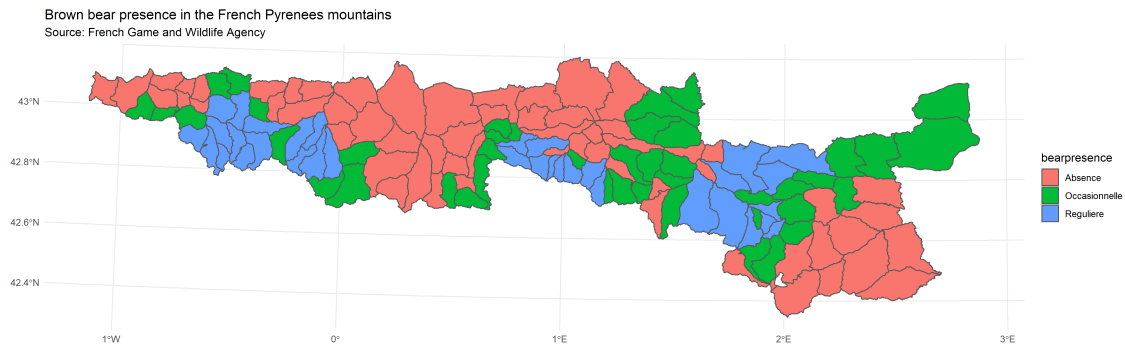 Brown bear presence in the French Pyrenees mountains
Source: French Game and Wildlife Agency
43°N
42.8°N
42.6°N
42.4°N
1°W
0°
1°E
2°E
3°E
bearpresence
Absence
Occasionnelle
Reguliere